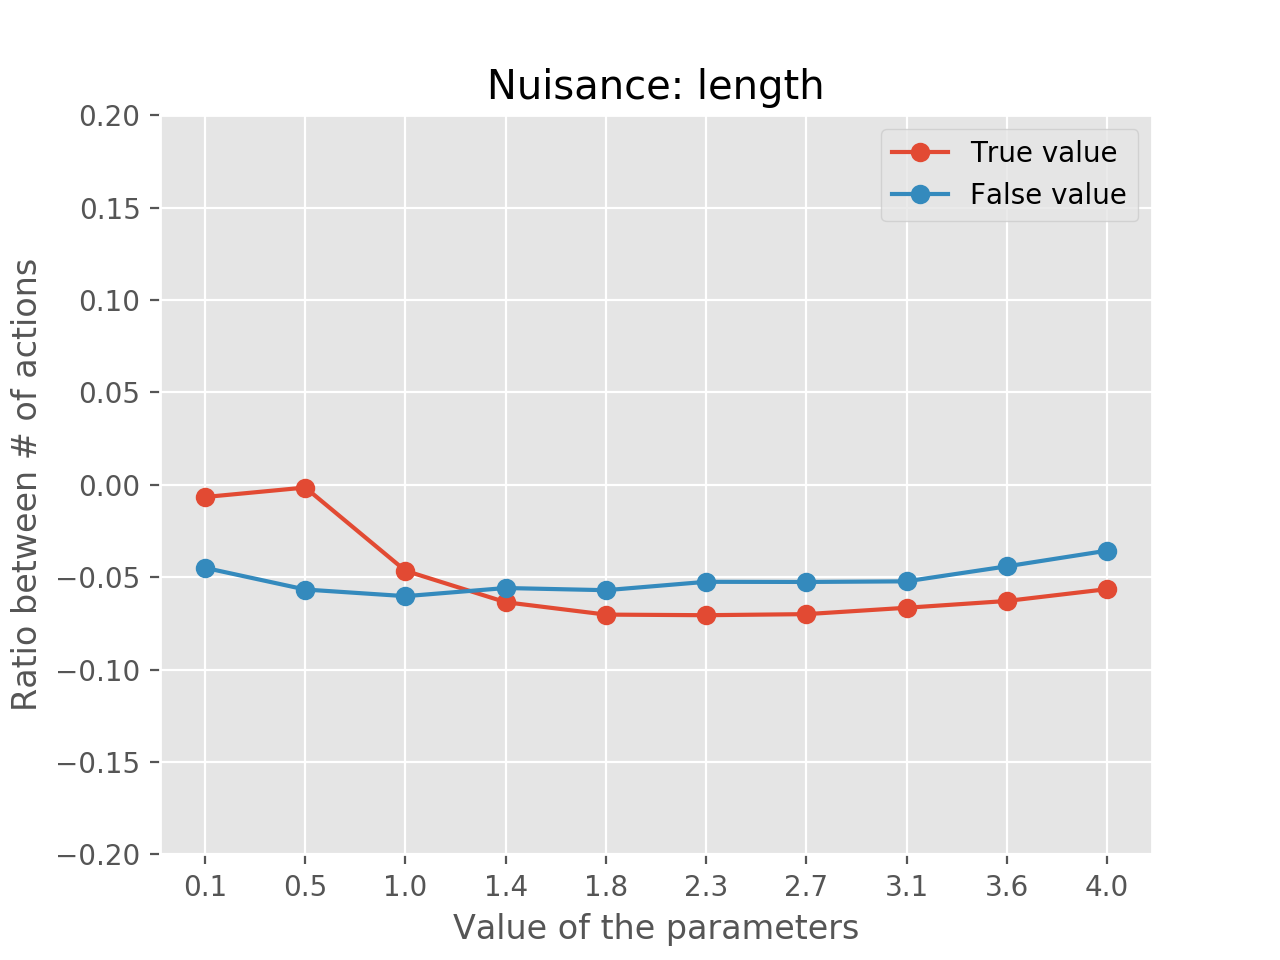 Nuisance: length
True value
False value
0.20
0.15
0.10
0.05
0.00
−0.05
−0.10
−0.15
−0.20
Ratio between # of actions
0.1 0.5 1.0 1.4 1.8 2.3 2.7 3.1 3.6 4.0
Value of the parameters